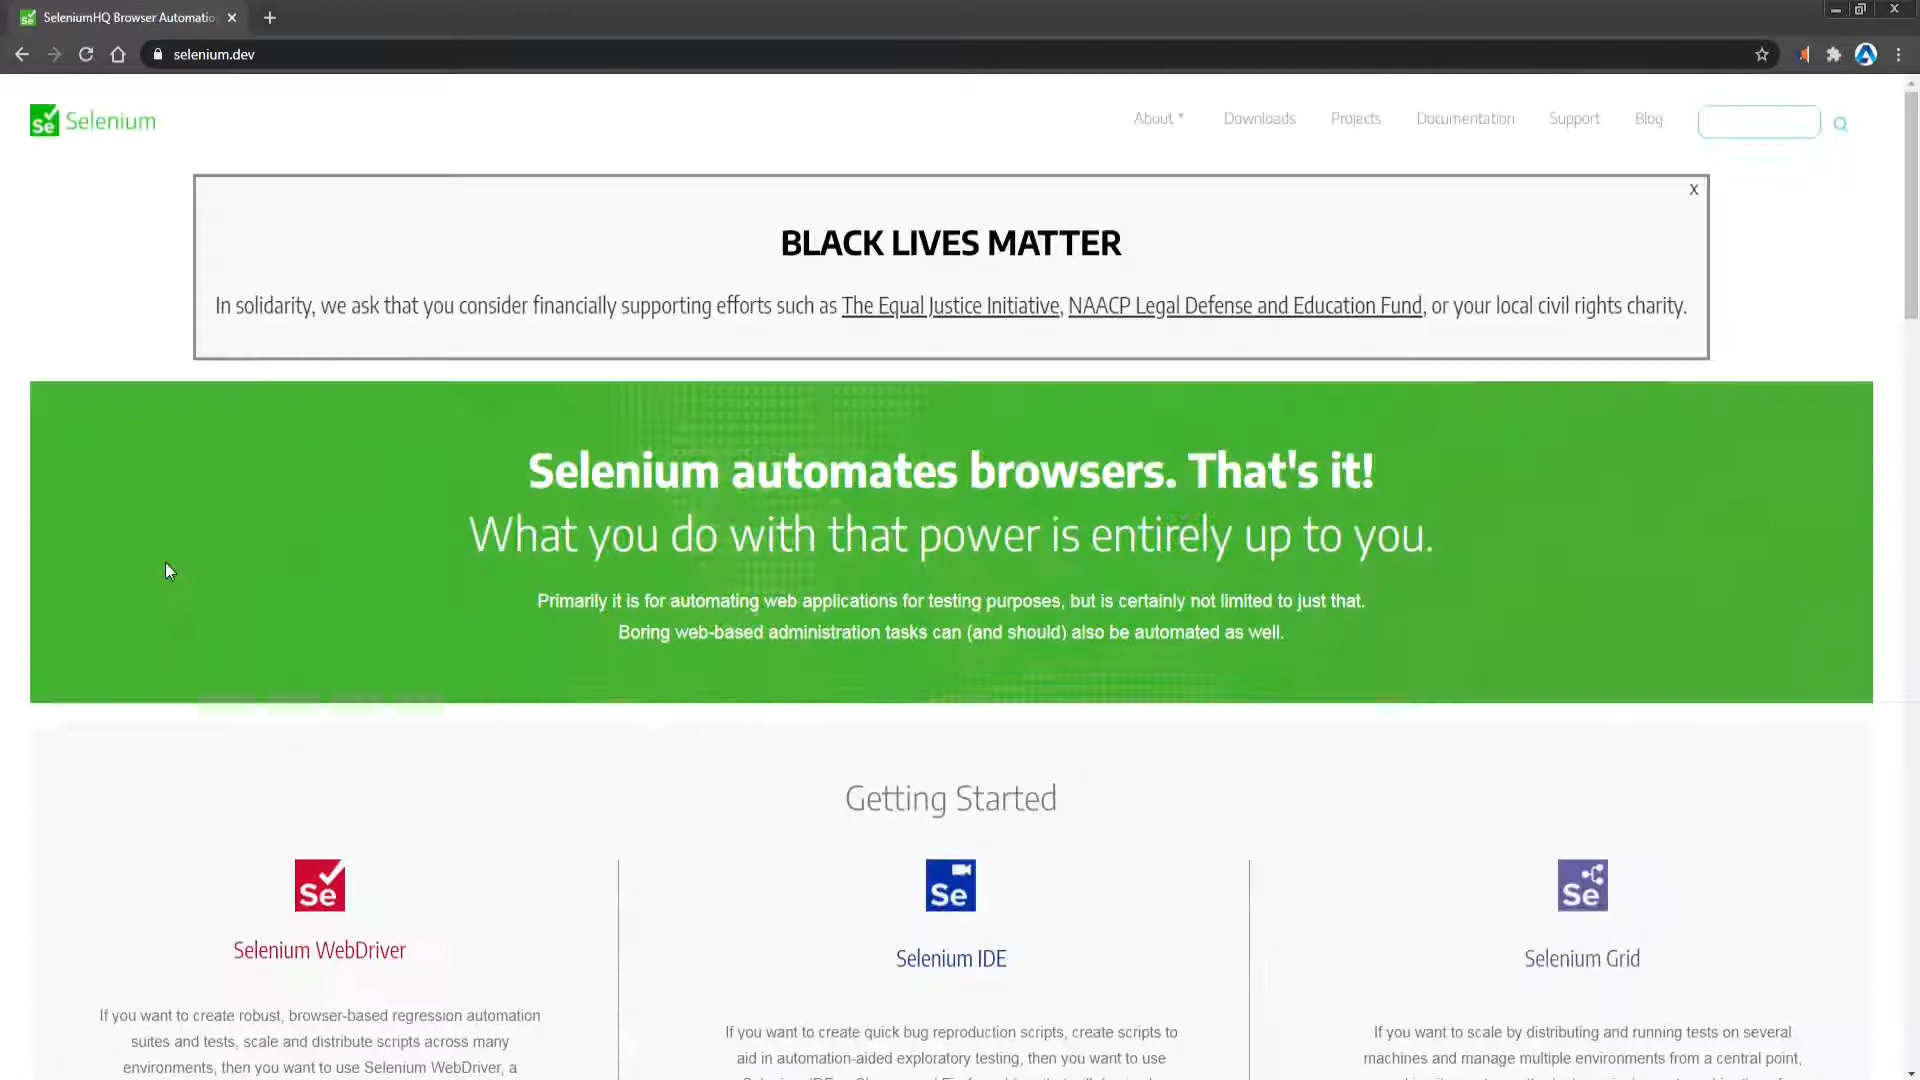 SeleniumHQ Browser Automatio
selenium.dev
Se Selenium
About
Downloads
Projects
Documentation
Support
Blog
X
BLACK LIVES MATTER
In solidarity, we ask that you consider financially supporting efforts such as The Equal Justice Initiative, NAACP Legal Defense and Education Fund, or your local civil rights charity.
Selenium automates browsers. That's it!
What you do with that power is entirely up to you.
Primarily it is for automating web applications for testing purposes, but is certainly not limited to just that.
Boring web-based administration tasks can (and should) also be automated as well.
Getting Started
Se
Selenium WebDriver
If you want to create robust, browser-based regression automation
suites and tests, scale and distribute scripts across many
environments, then you want to use Selenium WebDriver, a
Se
Selenium IDE
If you want to create quick bug reproduction scripts, create scripts to
aid in automation-aided exploratory testing, then you want to use
Se
Selenium Grid
If you want to scale by distributing and running tests on several
machines and manage multiple environments from a central point,